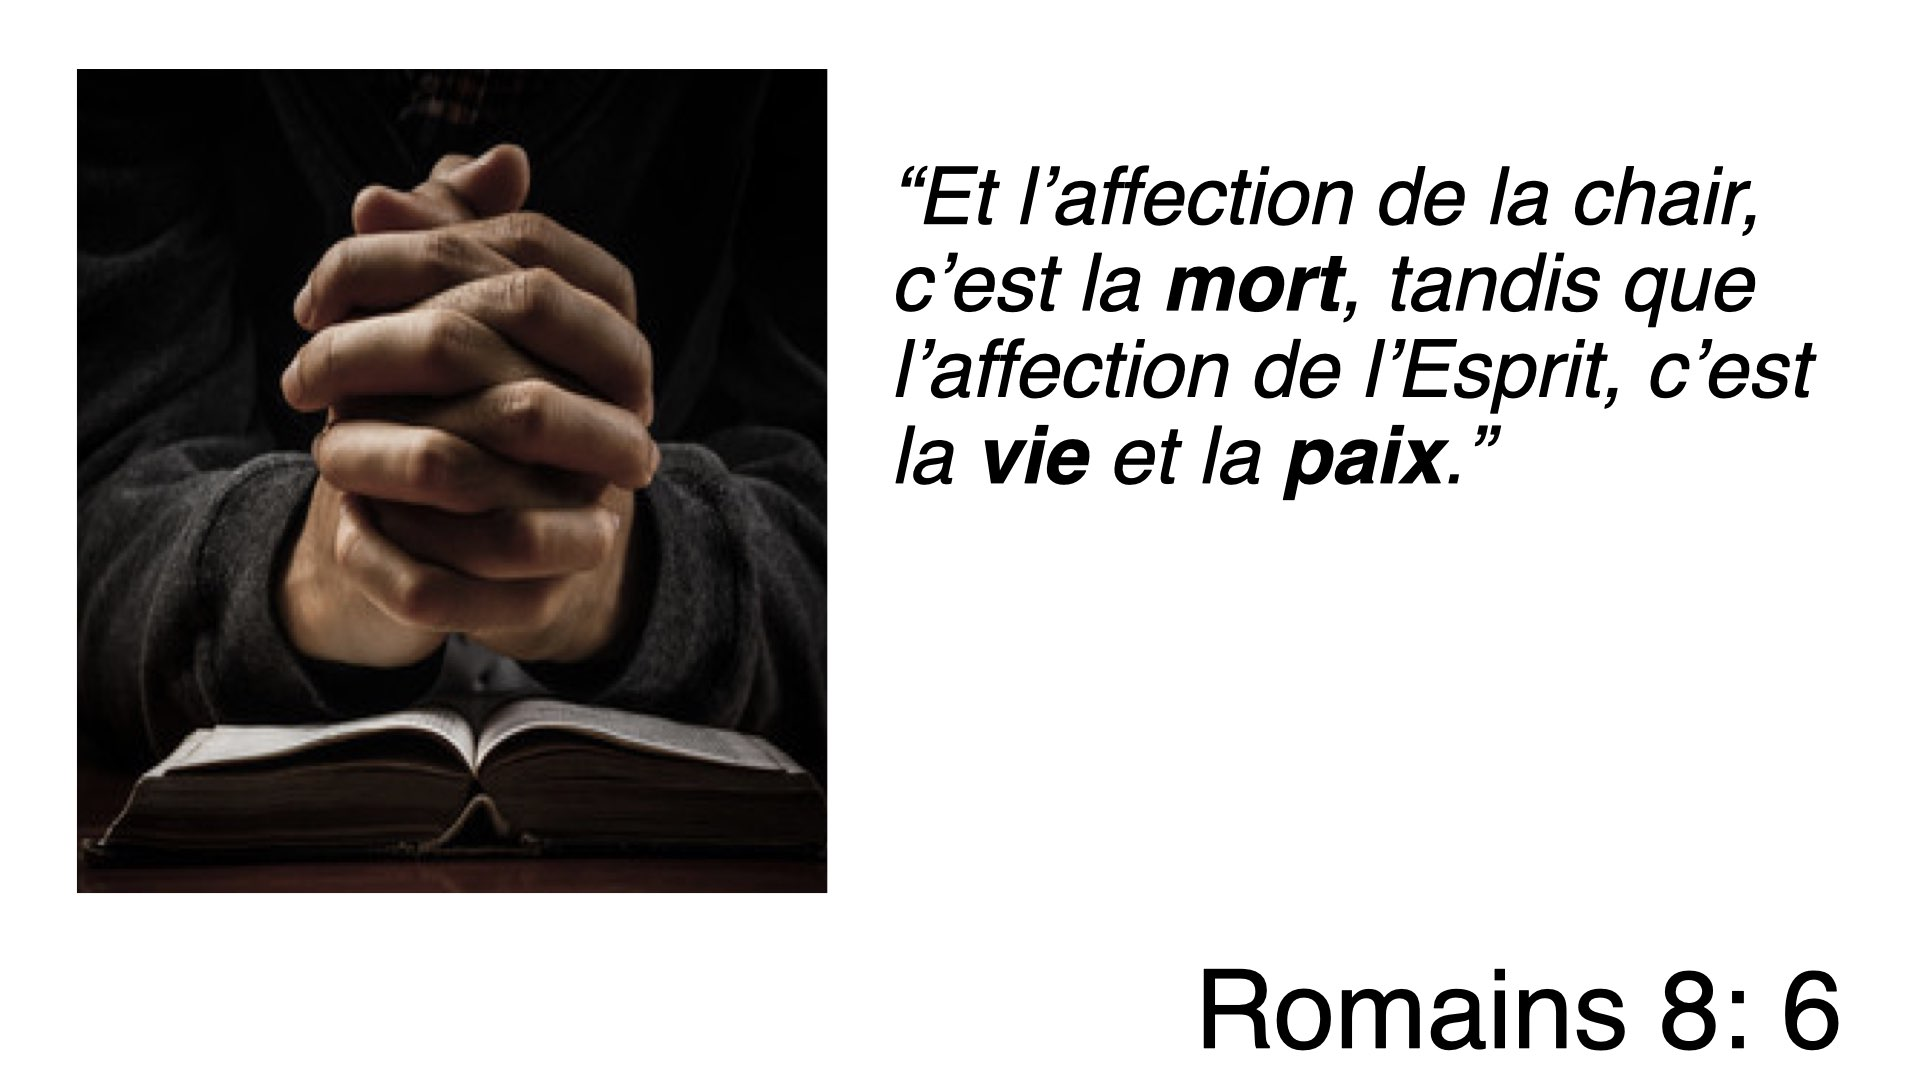 “Et l’affection de la chair,
c’est la mort, tandis que
l’affection de l’Esprit, c’est
la vie et la paix.”
Romains 8: 6